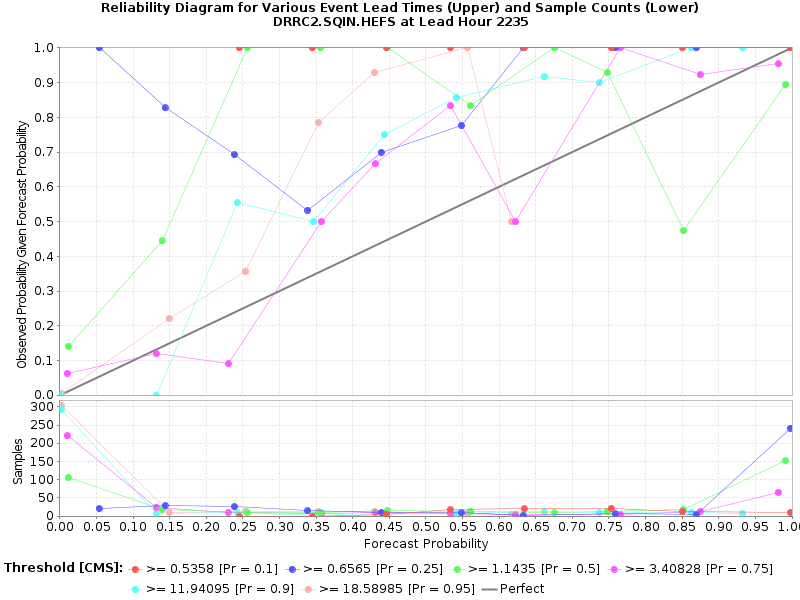 Reliability Diagram for Various Event Lead Times (Upper) and Sample Counts (Lower)
DRRC2.SQIN.HEFS at Lead Hour 2235
Observed Probability Given Forecast Probability
1.0
0.9
0.8
0.7
0.6
0.5
0.4
0.3
0.2
0.1
0.0
Samples
300
250
200
150
100
50
0
0.00 0.05 0.10 0.15 0.20 0.25 0.30 0.35 0.40 0.45 0.50 0.55 0.60 0.65 0.70 0.75 0.80 0.85 0.90 0.95 1.0
Forecast Probability
Threshold [CMS]: >= 0.5358 [Pr = 0.1] >= 0.6565 [Pr = 0.25] >= 1.1435 [Pr = 0.5] >= 3.40828 [Pr = 0.75]
>= 11.94095 [Pr = 0.9] >= 18.58985 [Pr = 0.95] Perfect